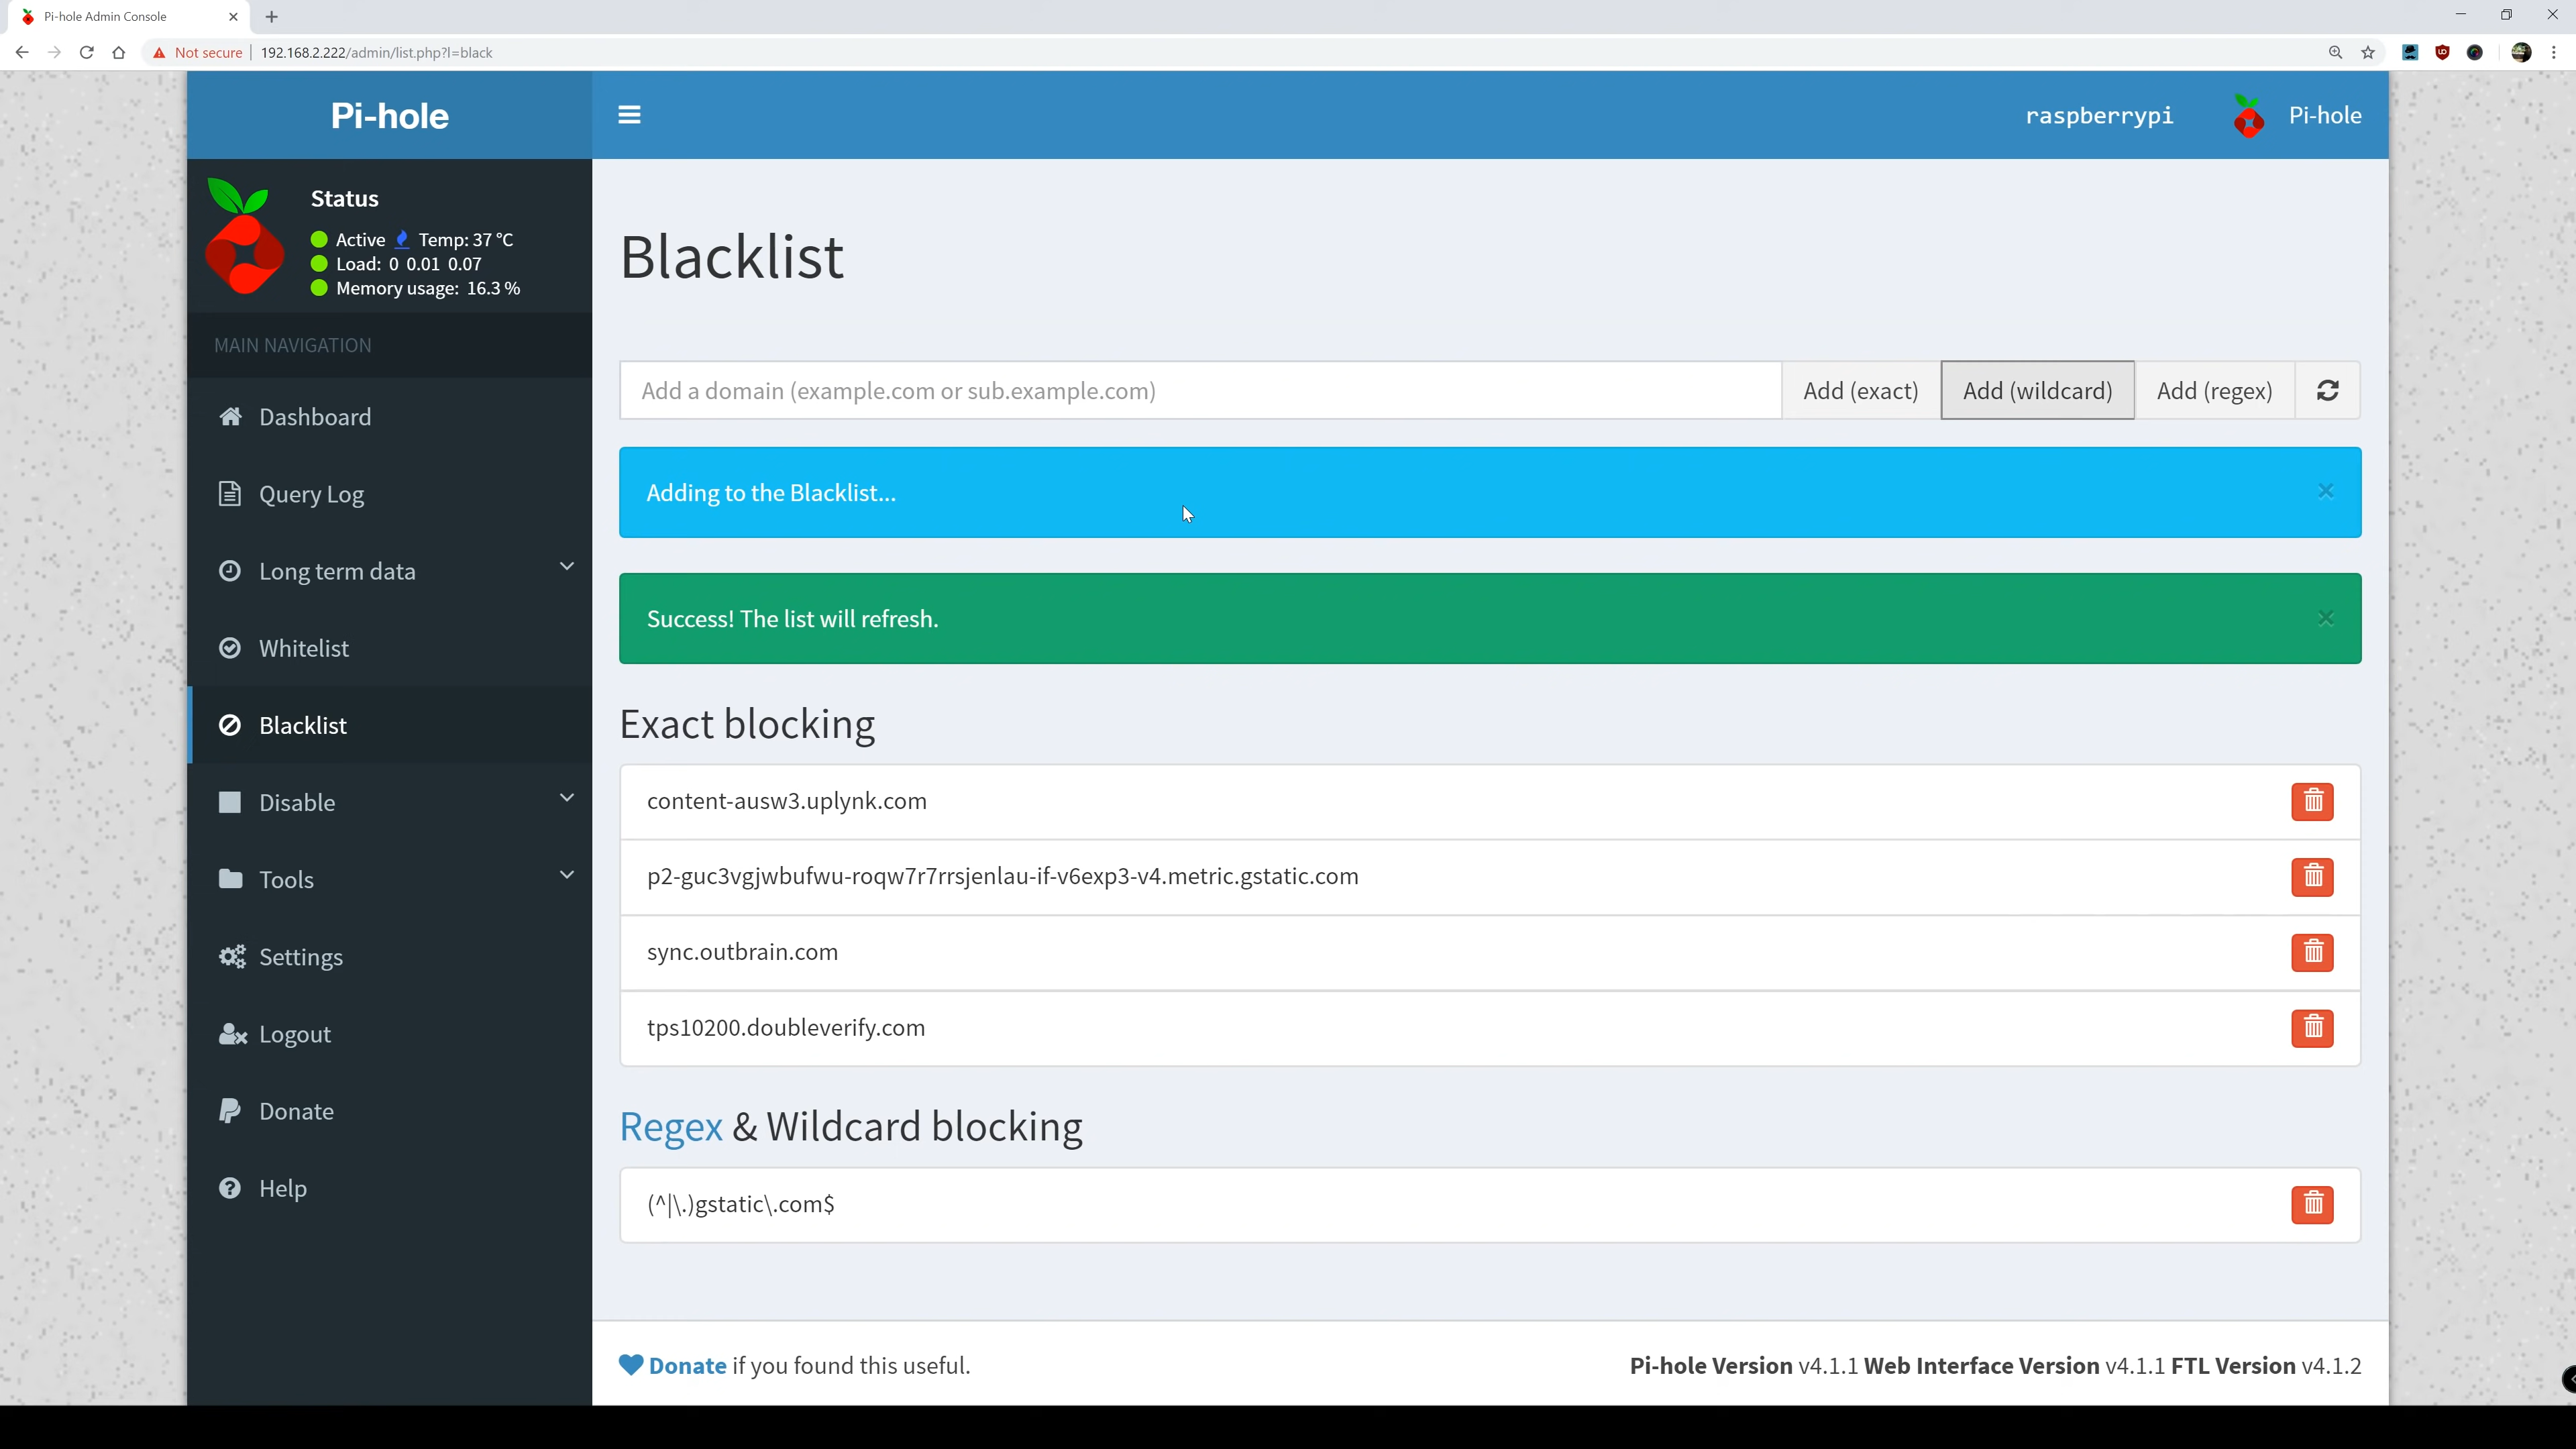 Pi-hole Admin Console
Not secure
192.168.2.222/admin/list.php?l=black
Pi-hole
raspberrypi
Pi-hole
Status
Active Temp: 37 °C
Load: 0 0.01 0.07
Memory usage: 16.3 %
MAIN NAVIGATION
Dashboard
Query Log
Long term data
Whitelist
Blacklist
Disable
Tools
Settings
Logout
Donate
Help
Blacklist
Add a domain (example.com or sub.example.com)
Add (exact)
Add (wildcard)
Add (regex)
Adding to the Blacklist...
×
Success! The list will refresh.
×
Exact blocking
content-ausw3.uplynk.com
p2-guc3vgjwbufwu-roqw7r7rrsjenlau-if-v6exp3-v4.metric.gstatic.com
sync.outbrain.com
tps10200.doubleverify.com
Regex & Wildcard blocking
(^|\.)gstatic\.com$
Donate if you found this useful.
Pi-hole Version v4.1.1 Web Interface Version v4.1.1 FTL Version v4.1.2